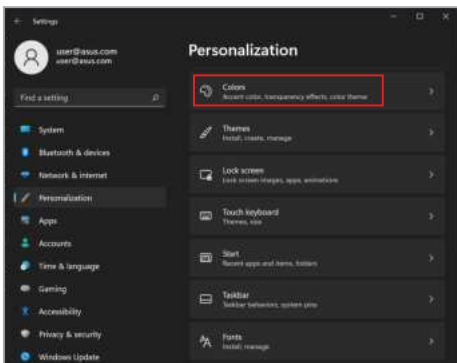 Settings
user@asus.com
user@asus.com
Find a setting
System
Bluetooth & devices
Network & internet
Personalization
Apps
Accounts
Time & language
Gaming
Accessibility
Privacy & security
Windows Update
Personalization
Colors
Accent color, transparency effects, color theme
Themes
Install, create, manage
Lock screen
Lock screen images, apps, animations
Touch keyboard
Themes, size
Start
Recent apps and items, folders
Taskbar
Taskbar behaviors, system pins
Fonts
Install, manage